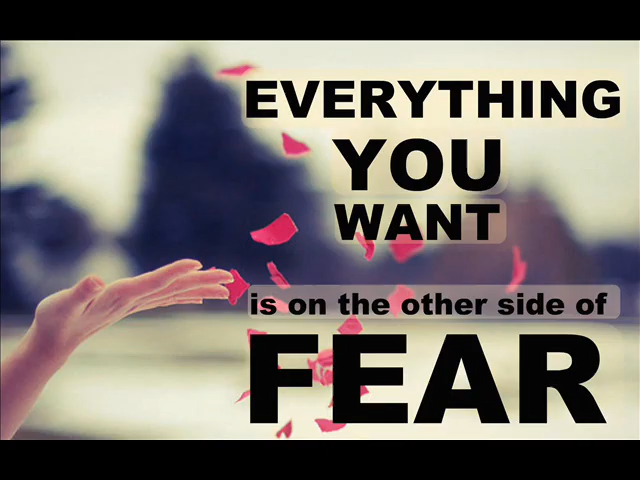 EVERYTHING
YOU
WANT
is on the other side of
FEAR